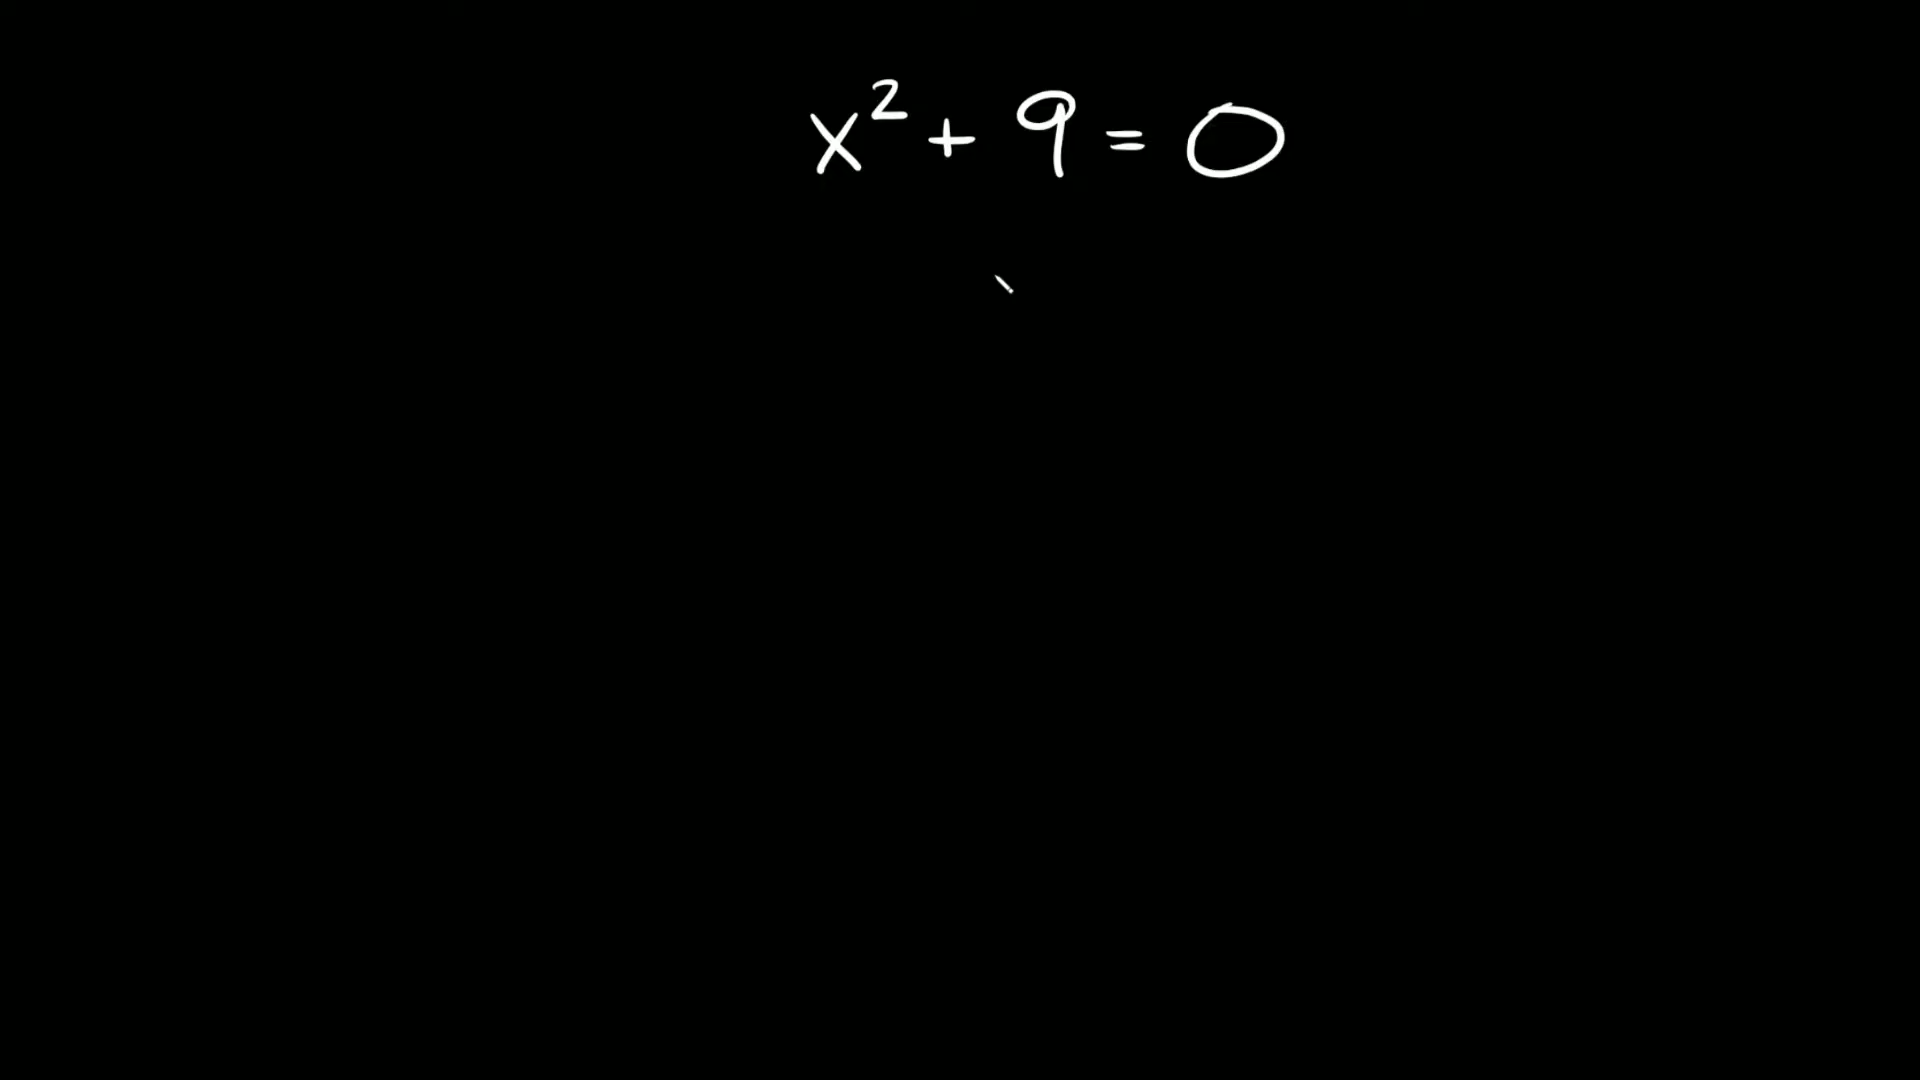 x² + 9 = 0